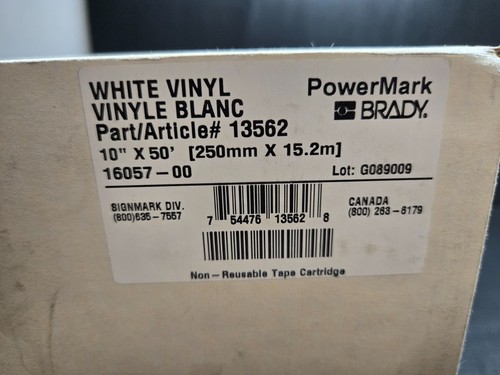 WHITE VINYL
VINYLE BLANC
Part/Article# 13562
10" X 50' [250mm X 15.2m]
16057-00
PowerMark
BRADY.
Lot: G089009
SIGNMARK DIV.
(800)635-7557
7 54476 13562 8
CANADA
(800) 263-6179
Non-Reusable Tape Cartridge